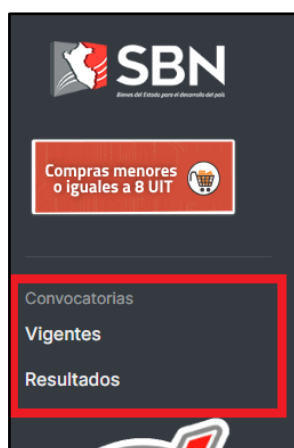 SBN
Bienes del Estado para el desarrollo del país
Compras menores
o iguales a 8 UIT
Convocatorias
Vigentes
Resultados